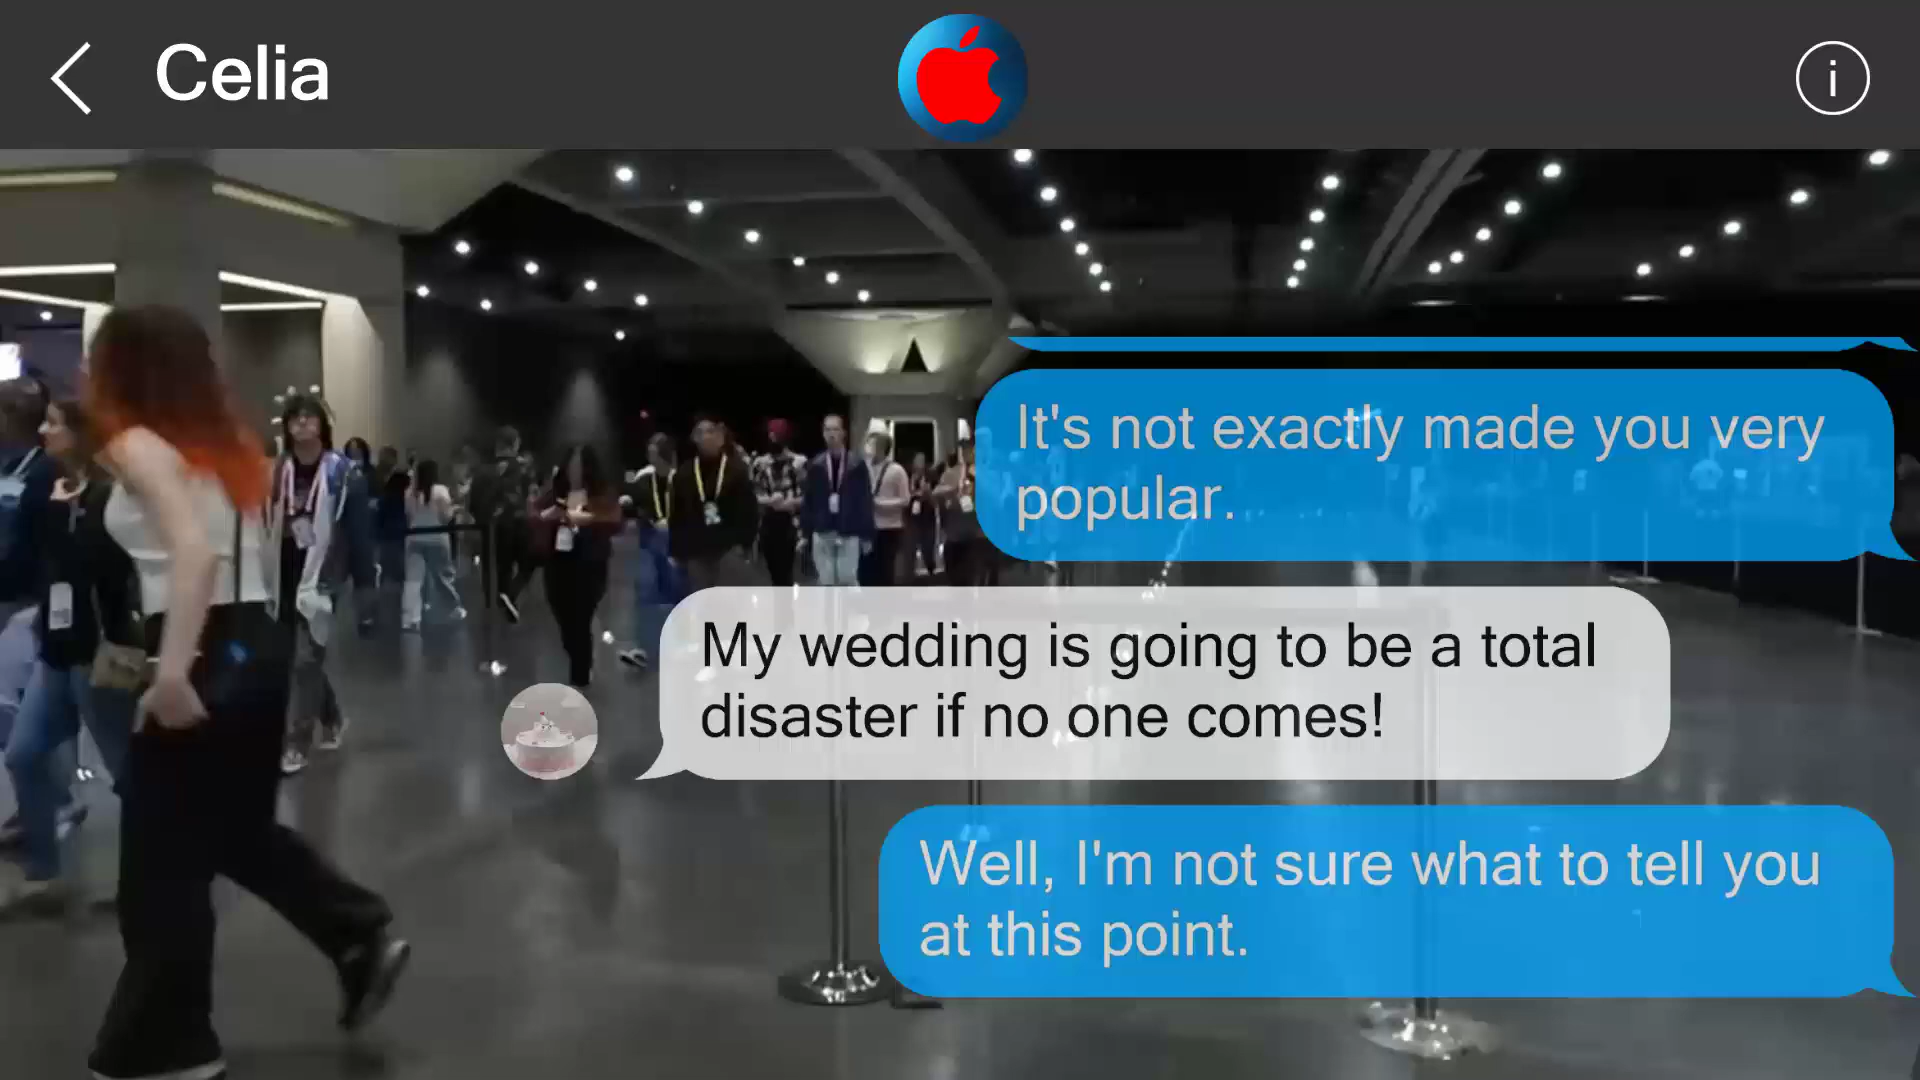 Celia
i
It's not exactly made you very
popular.
My wedding is going to be a total
disaster if no one comes!
Well, I'm not sure what to tell you
at this point.